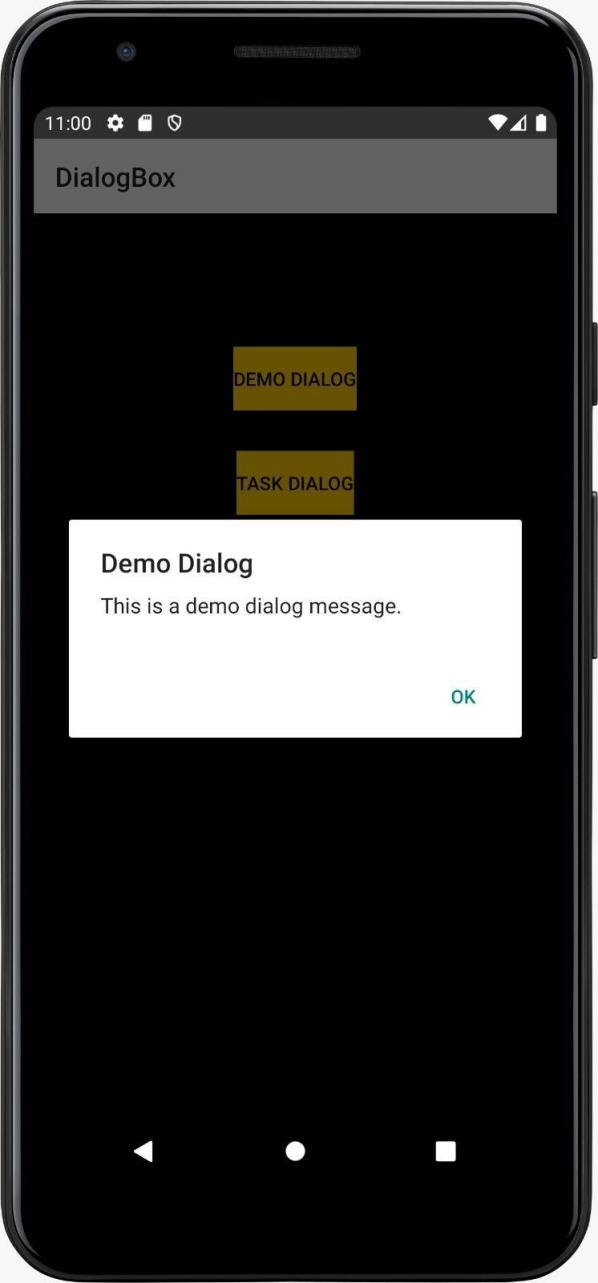 11:00
DialogBox
DEMO DIALOG
TASK DIALOG
Demo Dialog
This is a demo dialog message.
OK